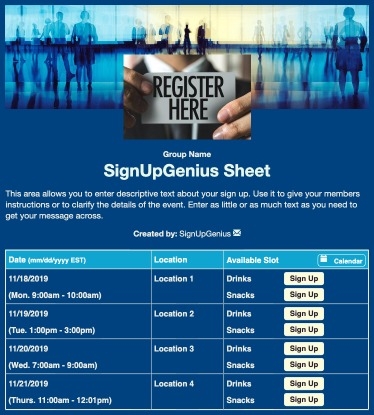 REGISTER
HERE
Group Name
SignUpGenius Sheet
This area allows you to enter descriptive text about your sign up. Use it to give your members
instructions or to clarify the details of the event. Enter as little or as much text as you need to
get your message across.
Created by: SignUpGenius
Date (mm/dd/yyyy EST) Location Available Slot Calendar
11/18/2019 Location 1 Drinks Sign Up
(Mon. 9:00am - 10:00am) Snacks Sign Up
11/19/2019 Location 2 Drinks Sign Up
(Tue. 1:00pm - 3:00pm) Snacks Sign Up
11/20/2019 Location 3 Drinks Sign Up
(Wed. 7:00am - 9:00am) Snacks Sign Up
11/21/2019 Location 4 Drinks Sign Up
(Thurs. 11:00am - 12:01pm) Snacks Sign Up